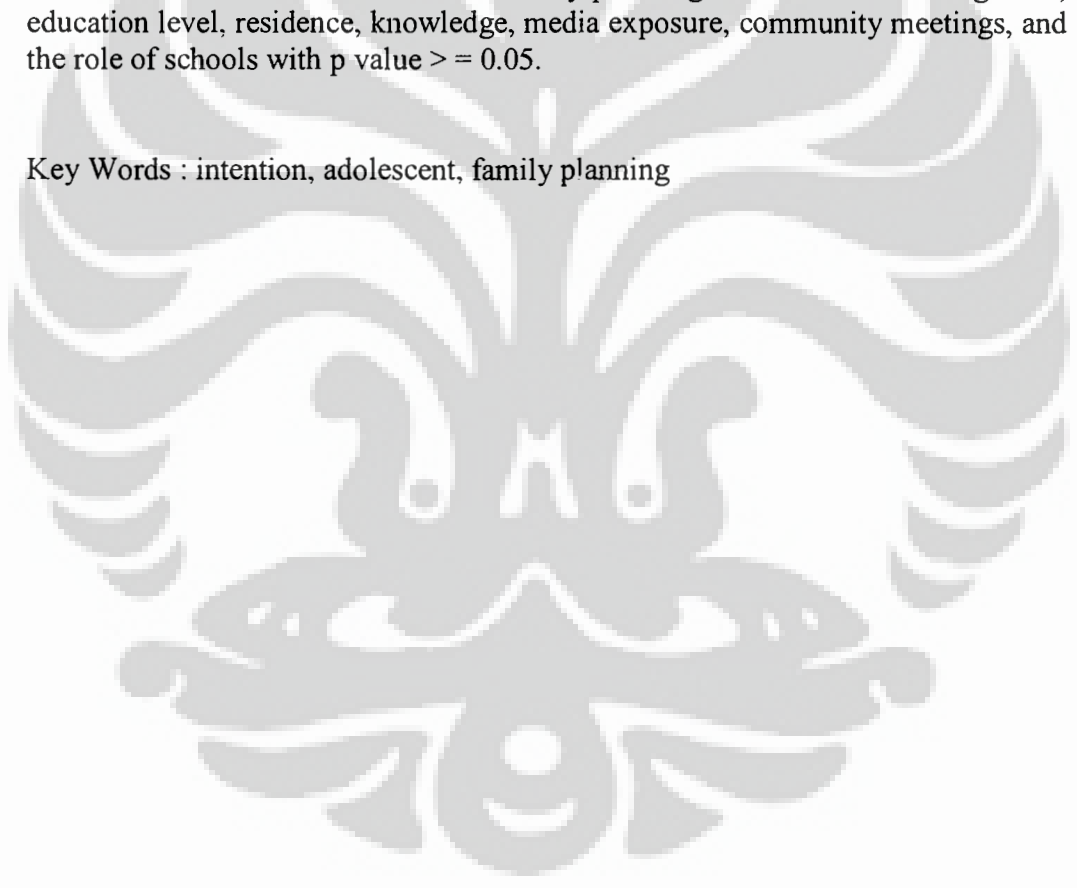 education level, residence, knowledge, media exposure, community meetings, and
the role of schools with p value > = 0.05.
Key Words : intention, adolescent, family planning